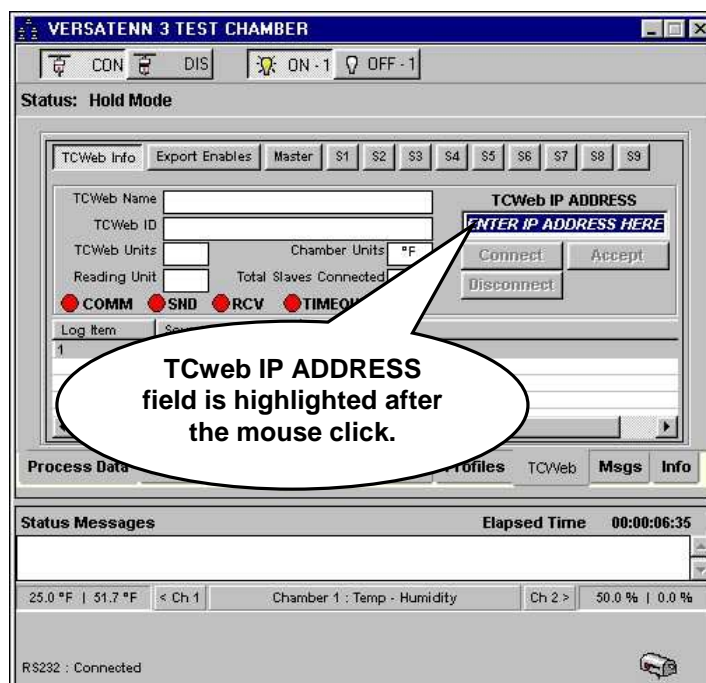 VERSATENN 3 TEST CHAMBER
CON DIS ON - 1 OFF - 1
Status: Hold Mode
TCWeb Info Export Enables Master S1 S2 S3 S4 S5 S6 S7 S8 S9
TCWeb Name
TCWeb ID
TCWeb Units Chamber Units °F
Reading Unit Total Slaves Connected
COMM SND RCV
TCWeb IP ADDRESS
ENTER IP ADDRESS HERE
Connect Accept
Disconnect
Log Item
1
TCweb IP ADDRESS
field is highlighted after
the mouse click.
Process Data TCWeb Msgs Info
Status Messages Elapsed Time 00:00:06:35
25.0 °F | 51.7 °F < Ch 1 Chamber 1 : Temp - Humidity Ch 2 > 50.0 % | 0.0 %
RS232 : Connected